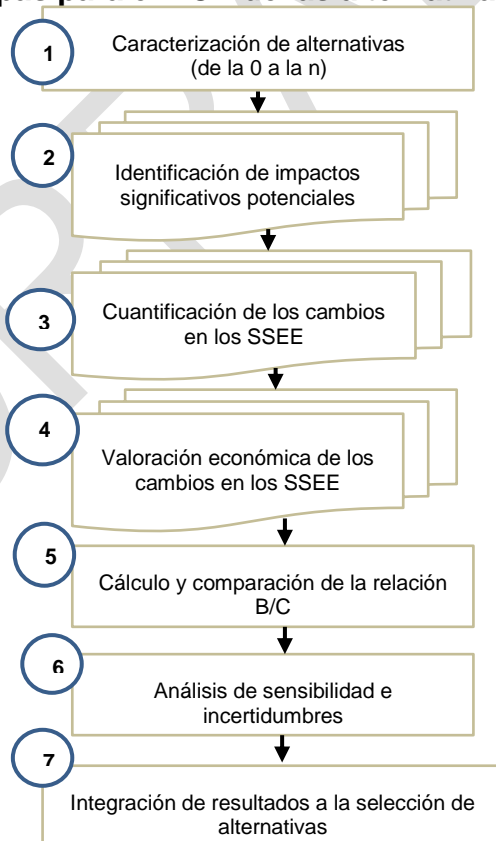 1
Caracterización de alternativas
(de la 0 a la n)
2
Identificación de impactos
significativos potenciales
3
Cuantificación de los cambios
en los SSEE
4
Valoración económica de los
cambios en los SSEE
5
Cálculo y comparación de la relación
B/C
6
Análisis de sensibilidad e
incertidumbres
7
Integración de resultados a la selección de
alternativas